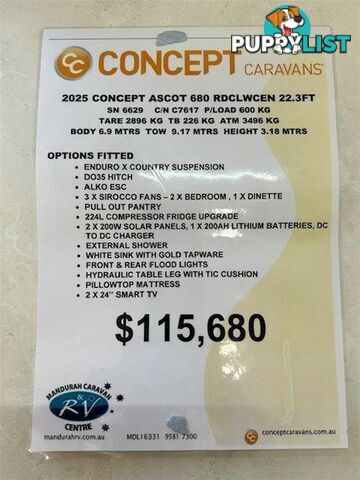 PUPPYLIST
CONCEPT
CARAVANS
2025 CONCEPT ASCOT 680 RDCLWCEN 22.3FT
SN 6629 C/N C7617 P/LOAD 600 KG
TARE 2896 KG TB 226 KG ATM 3496 KG
BODY 6.9 MTRS TOW 9.17 MTRS HEIGHT 3.18 MTRS
OPTIONS FITTED
- ENDURO X COUNTRY SUSPENSION
- DO35 HITCH
- ALKO ESC
- 3 X SIROCCO FANS – 2 X BEDROOM , 1 X DINETTE
- PULL OUT PANTRY
- 224L COMPRESSOR FRIDGE UPGRADE
- 2 X 200W SOLAR PANELS, 1 X 200AH LITHIUM BATTERIES, DC
TO DC CHARGER
- EXTERNAL SHOWER
- WHITE SINK WITH GOLD TAPWARE
- FRONT & REAR FLOOD LIGHTS
- HYDRAULIC TABLE LEG WITH TIC CUSHION
- PILLOWTOP MATTRESS
- 2 X 24" SMART TV
$115,680
MANDURAH CARAVAN
&
RV
CENTRE
mandurahrv.com.au
MDL16331 9581 7300
CC
conceptcaravans.com.au